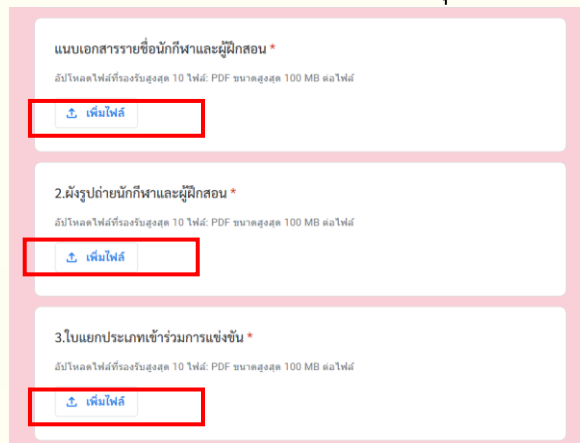 แนบเอกสารรายชื่อนักกีฬาและผู้ฝึกสอน *
อัปโหลดไฟล์ที่รองรับสูงสุด 10 ไฟล์: PDF ขนาดสูงสุด 100 MB ต่อไฟล์
เพิ่มไฟล์
2.ผังรูปถ่ายนักกีฬาและผู้ฝึกสอน *
อัปโหลดไฟล์ที่รองรับสูงสุด 10 ไฟล์: PDF ขนาดสูงสุด 100 MB ต่อไฟล์
เพิ่มไฟล์
3.ใบแยกประเภทเข้าร่วมการแข่งขัน *
อัปโหลดไฟล์ที่รองรับสูงสุด 10 ไฟล์: PDF ขนาดสูงสุด 100 MB ต่อไฟล์
เพิ่มไฟล์